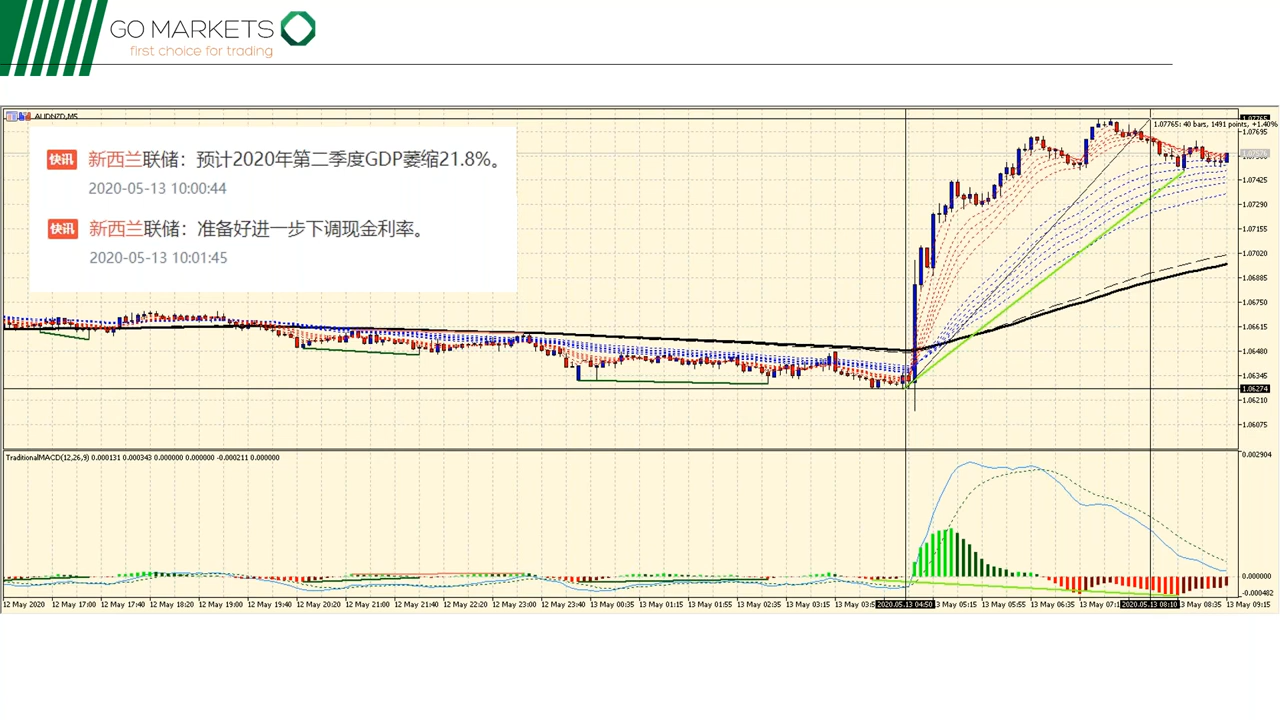 GO MARKETS
first choice for trading
AUDNZD,M5
快讯 新西兰联储：预计2020年第二季度GDP萎缩21.8%。
2020-05-13 10:00:44
快讯 新西兰联储：准备好进一步下调现金利率。
2020-05-13 10:01:45
1.07765: 40 bars, 1491 points, +1.40%
1.07765
1.07695
1.07425
1.07290
1.07155
1.07020
1.06885
1.06750
1.06615
1.06480
1.06345
1.06274
1.06210
1.06075
TraditionalMACD(12,26,9) 0.000131 0.000343 0.000000 0.000000 -0.000211 0.000000
0.002904
0.000000
-0.000482
12 May 2020 12 May 17:00 12 May 17:40 12 May 18:20 12 May 19:00 12 May 19:40 12 May 20:20 12 May 21:00 12 May 21:40 12 May 22:20 12 May 23:00 12 May 23:40 13 May 00:35 13 May 01:15 13 May 01:55 13 May 02:35 13 May 03:15 13 May 03:5 2020.05.13 04:50 3 May 05:15 13 May 05:55 13 May 06:35 13 May 07:1 2020.05.13 08:10 3 May 08:35 13 May 09:15